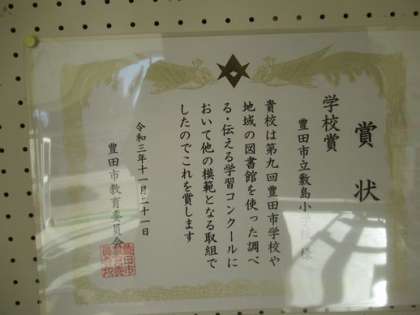 賞状
学校賞
豊田市立敷島小
貴校は第九回豊田市学校や
地域の図書館を使った調べ
る・伝える学習コンクールに
おいて他の模範となる取組で
したのでこれを賞します
令和三年十一月二十一日
豊田市教育委員会